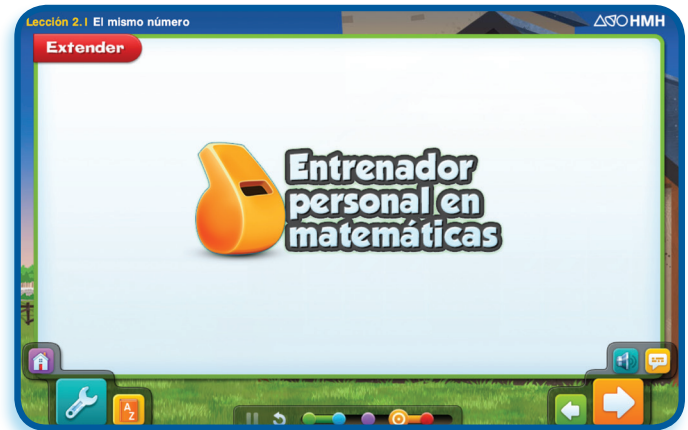 Lección 2.1 El mismo número
HMH
Extender
Entrenador
personal en
matemáticas
A
Z